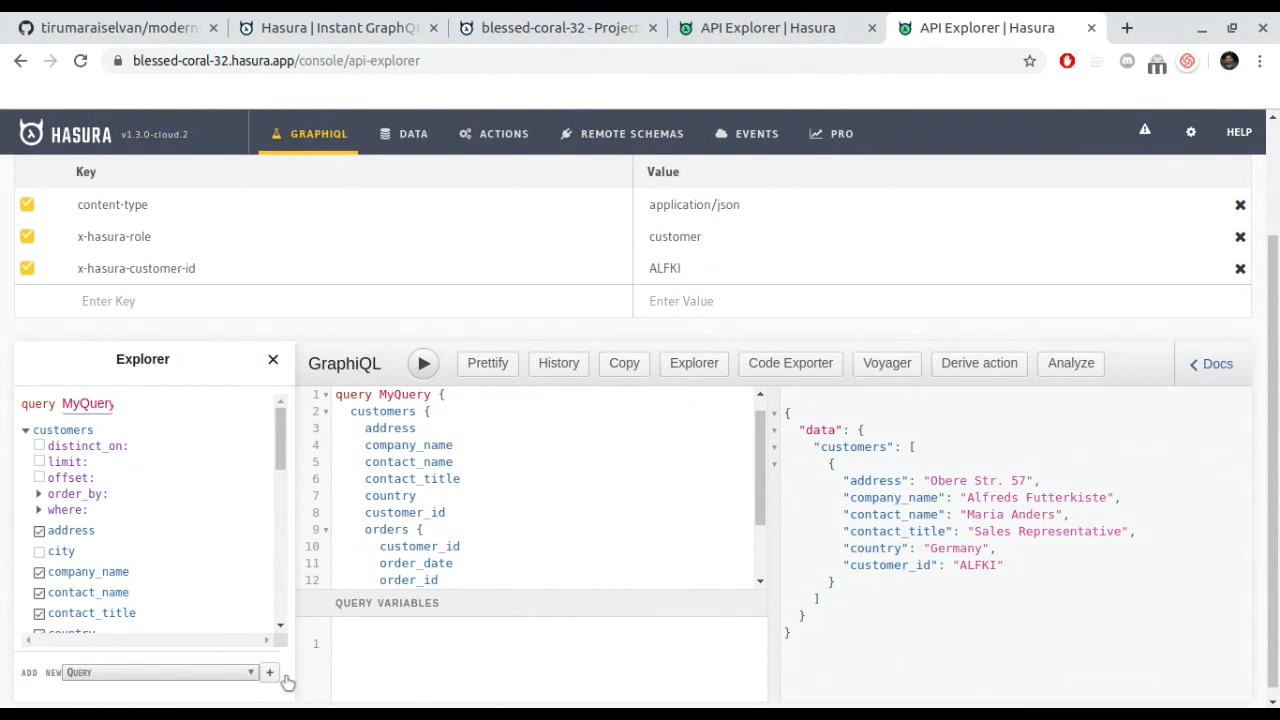 tirumaraiselvan/modern
Hasura | Instant GraphQL
blessed-coral-32 - Project
API Explorer | Hasura
API Explorer | Hasura
blessed-coral-32.hasura.app/console/api-explorer
HASURA v1.3.0-cloud.2
GRAPHIQL
DATA
ACTIONS
REMOTE SCHEMAS
EVENTS
PRO
HELP
Key Value
content-type application/json
x-hasura-role customer
x-hasura-customer-id ALFKI
Enter Key Enter Value
Explorer
GraphiQL
Prettify
History
Copy
Explorer
Code Exporter
Voyager
Derive action
Analyze
Docs
query MyQuery
customers
distinct_on:
limit:
offset:
order_by:
where:
address
city
company_name
contact_name
contact_title
country
ADD NEW QUERY +
1 query MyQuery {
2 customers {
3 address
4 company_name
5 contact_name
6 contact_title
7 country
8 customer_id
9 orders {
10 customer_id
11 order_date
12 order_id
QUERY VARIABLES
1
{
"data": {
"customers": [
{
"address": "Obere Str. 57",
"company_name": "Alfreds Futterkiste",
"contact_name": "Maria Anders",
"contact_title": "Sales Representative",
"country": "Germany",
"customer_id": "ALFKI"
}
]
}
}